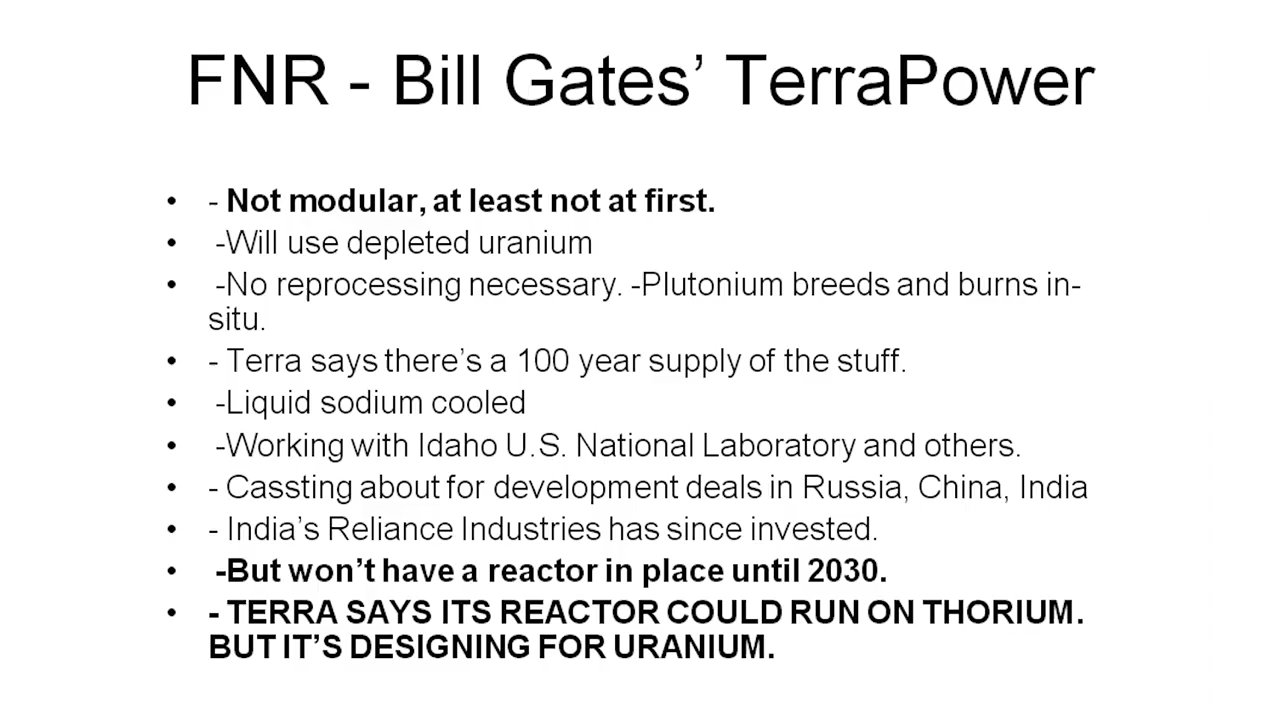 FNR - Bill Gates’ TerraPower
• - Not modular, at least not at first.
• -Will use depleted uranium
• -No reprocessing necessary. -Plutonium breeds and burns in-
situ.
• - Terra says there’s a 100 year supply of the stuff.
• -Liquid sodium cooled
• -Working with Idaho U.S. National Laboratory and others.
• - Cassting about for development deals in Russia, China, India
• - India’s Reliance Industries has since invested.
• -But won’t have a reactor in place until 2030.
• - TERRA SAYS ITS REACTOR COULD RUN ON THORIUM.
BUT IT’S DESIGNING FOR URANIUM.